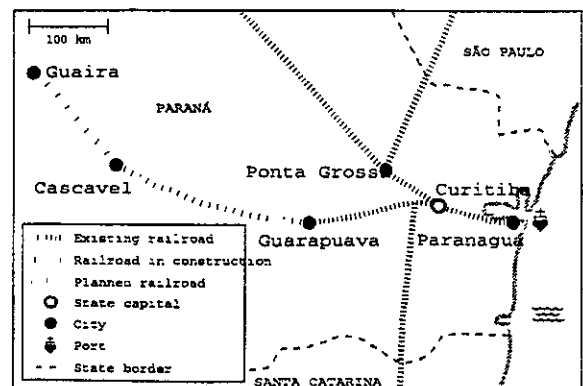 100 km
SÃO PAULO
Guaira
PARANÁ
Ponta Gross
Cascavel
Curitiba
Guarapuava
Paranaguá
Existing railroad
Railroad in construction
Planned railroad
State capital
City
Port
State border
SANTA CATARINA